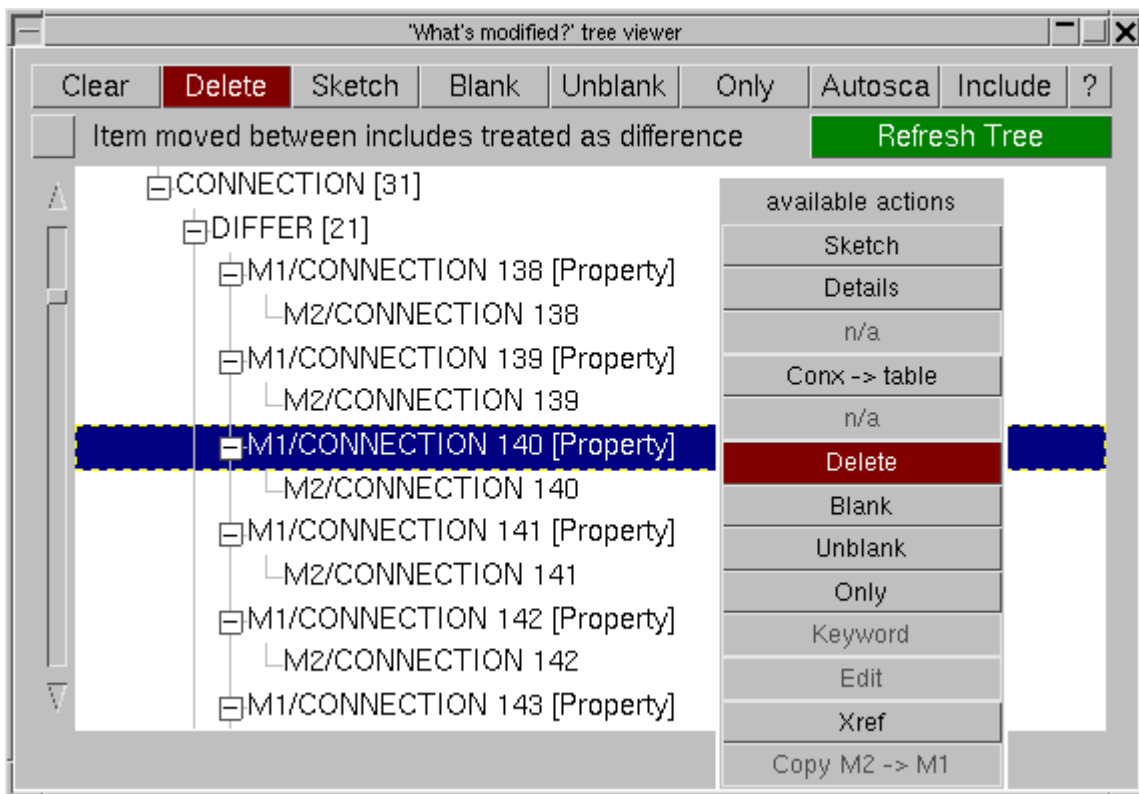 'What's modified?' tree viewer
Clear Delete Sketch Blank Unblank Only Autosca Include ?
Item moved between includes treated as difference Refresh Tree
CONNECTION [31]
DIFFER [21]
M1/CONNECTION 138 [Property]
M2/CONNECTION 138
M1/CONNECTION 139 [Property]
M2/CONNECTION 139
M1/CONNECTION 140 [Property]
M2/CONNECTION 140
M1/CONNECTION 141 [Property]
M2/CONNECTION 141
M1/CONNECTION 142 [Property]
M2/CONNECTION 142
M1/CONNECTION 143 [Property]
available actions
Sketch
Details
n/a
Conx -> table
n/a
Delete
Blank
Unblank
Only
Keyword
Edit
Xref
Copy M2 -> M1